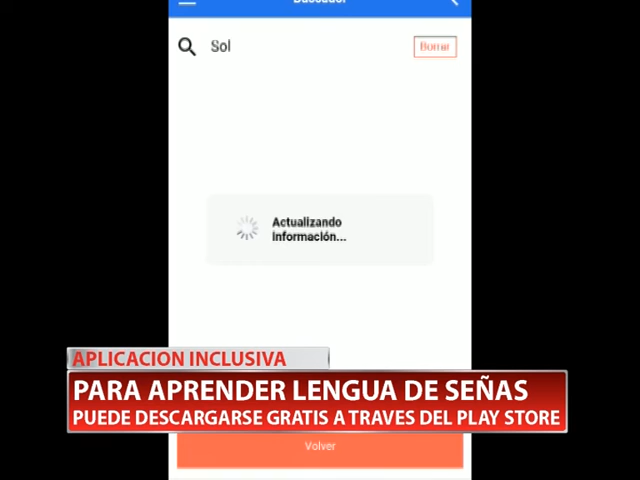 Buscador
Sol
Borrar
Actualizando
información...
APLICACION INCLUSIVA
PARA APRENDER LENGUA DE SEÑAS
PUEDE DESCARGARSE GRATIS A TRAVES DEL PLAY STORE
Volver